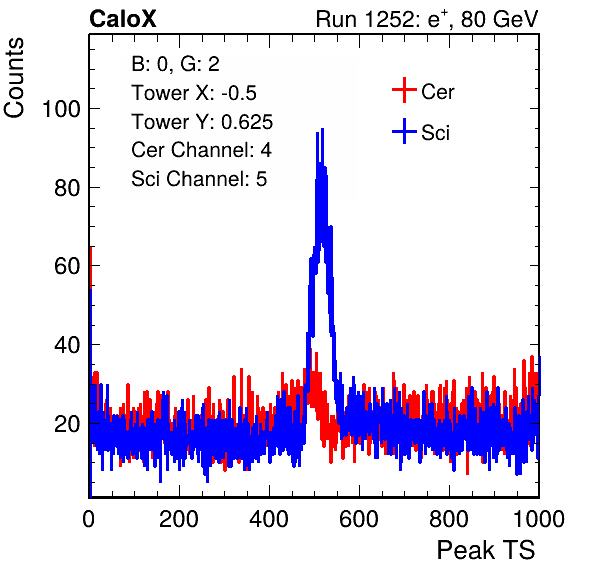 CaloX Run 1252: e⁺, 80 GeV
Counts
B: 0, G: 2
Tower X: -0.5
Tower Y: 0.625
Cer Channel: 4
Sci Channel: 5
Cer
Sci
100
80
60
40
20
0 200 400 600 800 1000
Peak TS